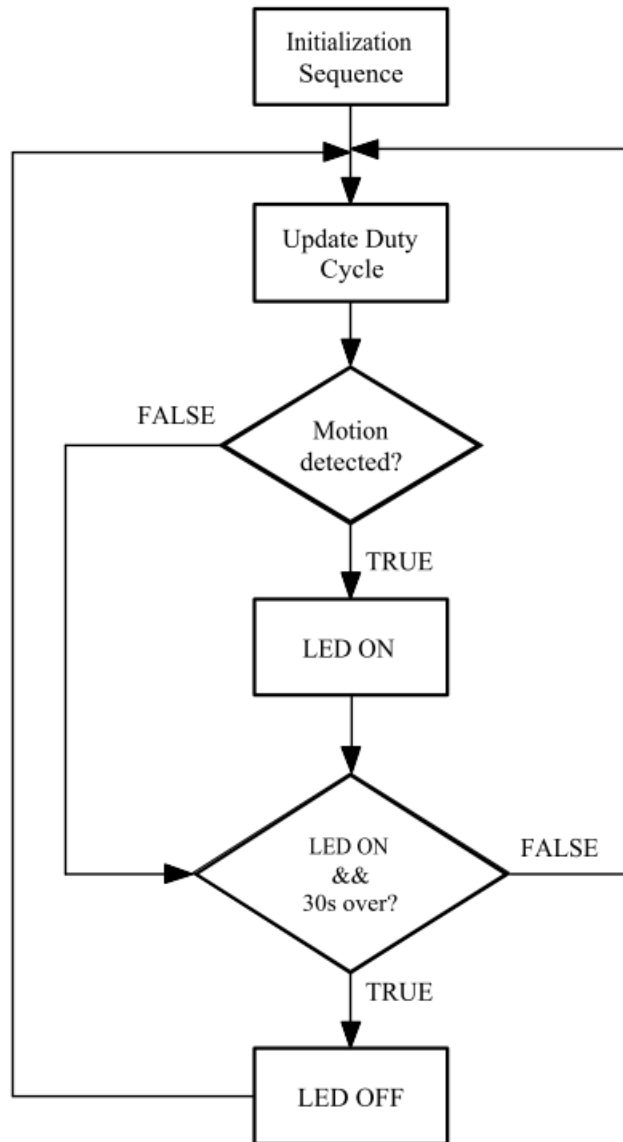 Initialization
Sequence
Update Duty
Cycle
FALSE
Motion
detected?
TRUE
LED ON
LED ON
&&
30s over?
FALSE
TRUE
LED OFF